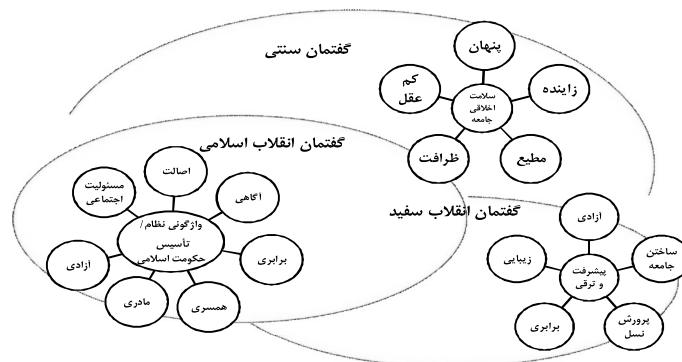 گفتمان سنتی
پنهان
زاینده
کم
عقل
سلامت
اخلاقی
جامعه
ظرافت
مطیع
گفتمان انقلاب اسلامی
اصالت
آگاهی
مسئولیت
اجتماعی
واژگونی نظام/
تأسیس
حکومت اسلامی
برابری
آزادی
مادری
همسری
گفتمان انقلاب سفید
آزادی
ساختن
جامعه
زیبایی
پیشرفت
و ترقی
برابری
پرورش
نسل